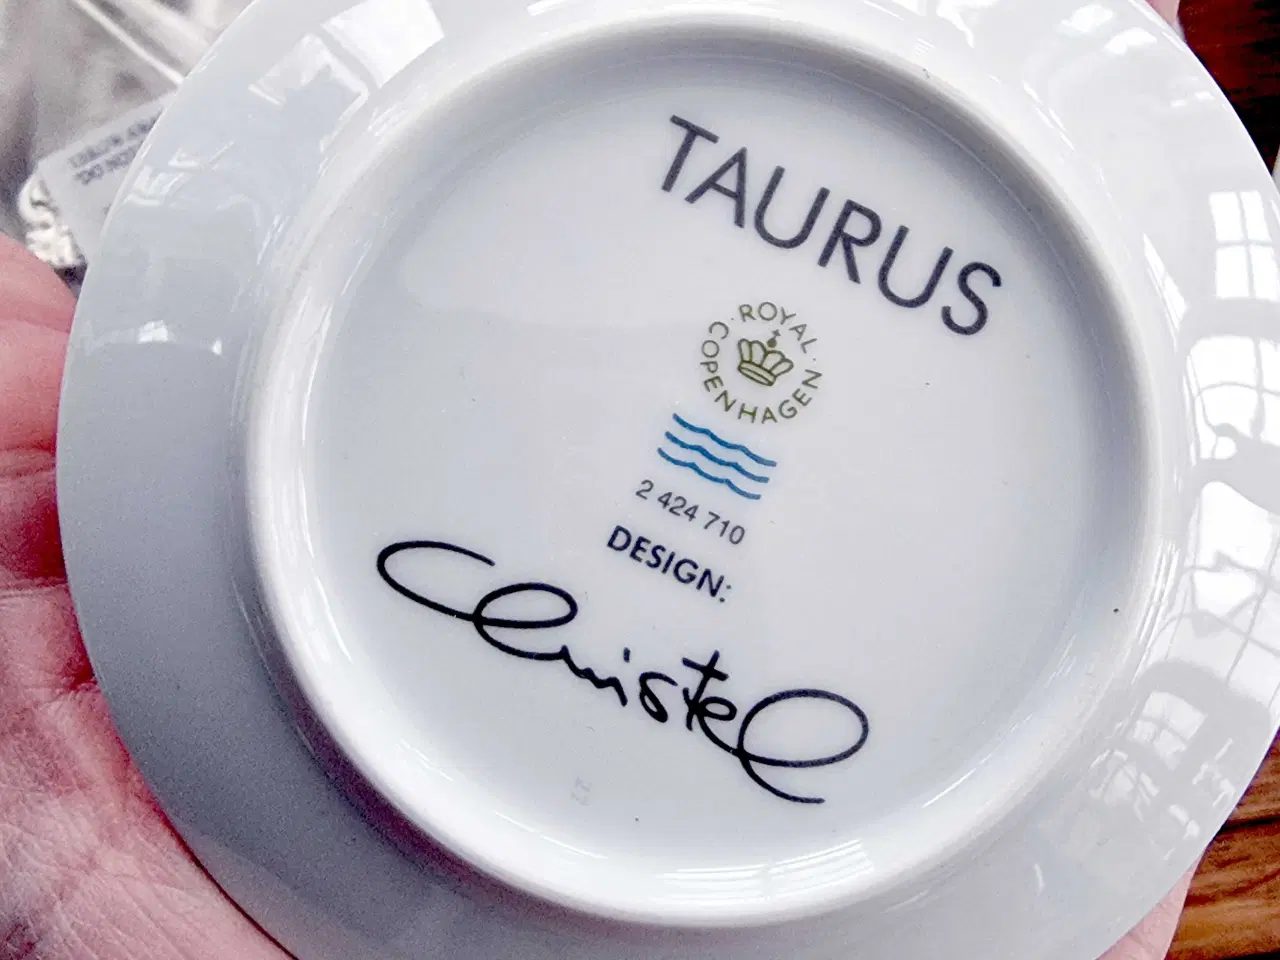 TAURUS
ROYAL
COPENHAGEN
2 424 710
DESIGN:
Christel